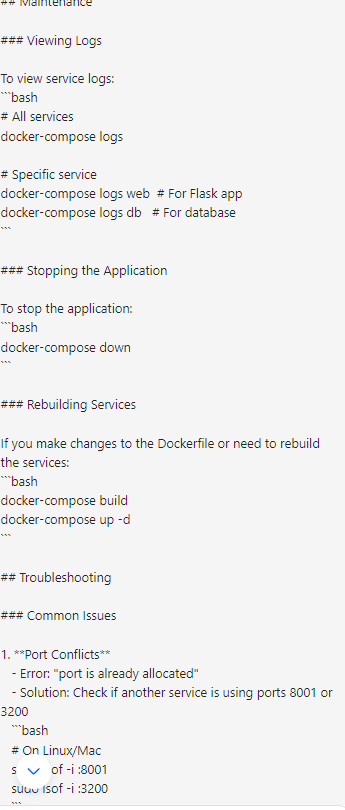 ## Maintenance
### Viewing Logs
To view service logs:
```bash
# All services
docker-compose logs
# Specific service
docker-compose logs web  # For Flask app
docker-compose logs db   # For database
```
### Stopping the Application
To stop the application:
```bash
docker-compose down
```
### Rebuilding Services
If you make changes to the Dockerfile or need to rebuild
the services:
```bash
docker-compose build
docker-compose up -d
```
## Troubleshooting
### Common Issues
1. **Port Conflicts**
- Error: "port is already allocated"
- Solution: Check if another service is using ports 8001 or
3200
```bash
# On Linux/Mac
of -i :8001
sudo lsof -i :3200
```